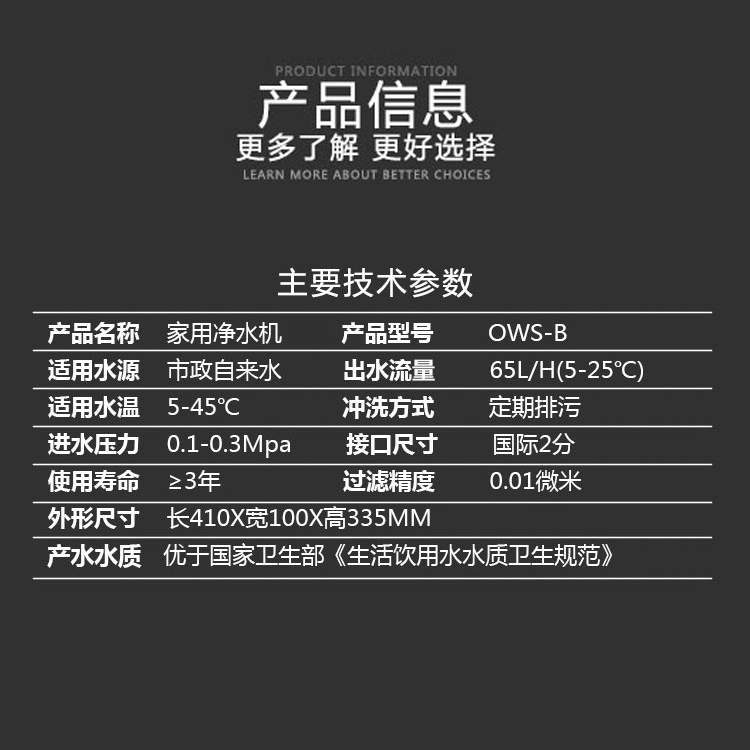 PRODUCT INFORMATION
产品信息
更多了解 更好选择
LEARN MORE ABOUT BETTER CHOICES
主要技术参数
产品名称 家用净水机 产品型号 OWS-B
适用水源 市政自来水 出水流量 65L/H(5-25℃)
适用水温 5-45℃ 冲洗方式 定期排污
进水压力 0.1-0.3Mpa 接口尺寸 国际2分
使用寿命 ≥3年 过滤精度 0.01微米
外形尺寸 长410X宽100X高335MM
产水水质 优于国家卫生部《生活饮用水水质卫生规范》